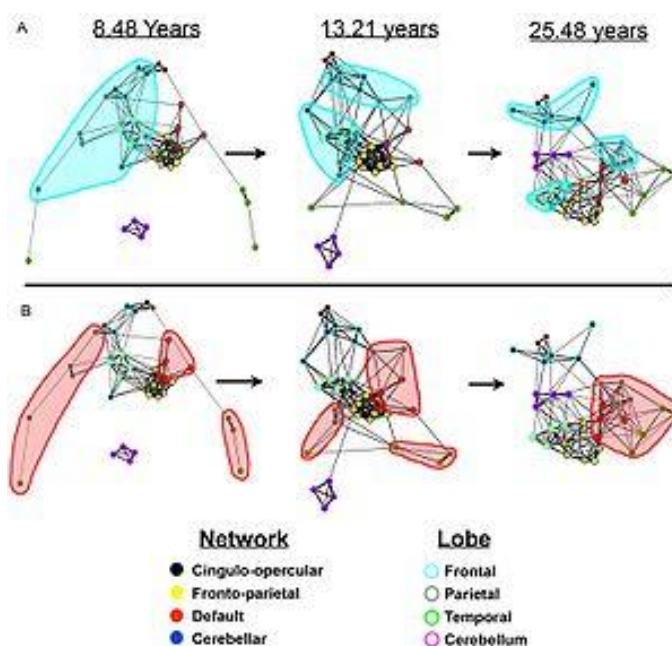 A
8.48 Years
13.21 years
25.48 years
B
Network
Cingulo-opercular
Fronto-parietal
Default
Cerebellar
Lobe
Frontal
Parietal
Temporal
Cerebellum